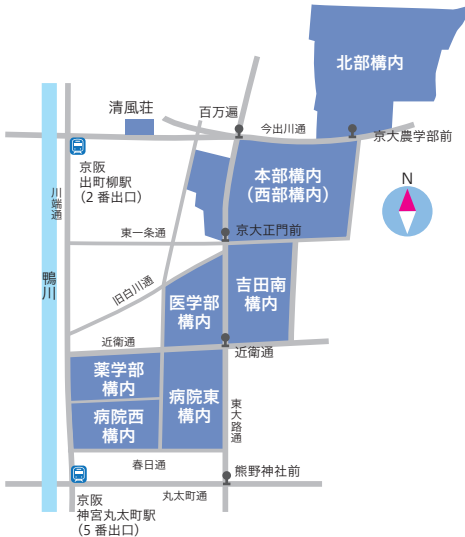 北部構内
清風荘
百万遍
今出川通
京大農学部前
京阪
出町柳駅
（2 番出口）
本部構内
（西部構内）
N
川端通
東一条通
京大正門前
鴨川
旧白川通
吉田南
構内
医学部
構内
近衛通
近衛通
薬学部
構内
病院東
構内
病院西
構内
東大路通
春日通
熊野神社前
丸太町通
京阪
神宮丸太町駅
（5 番出口）